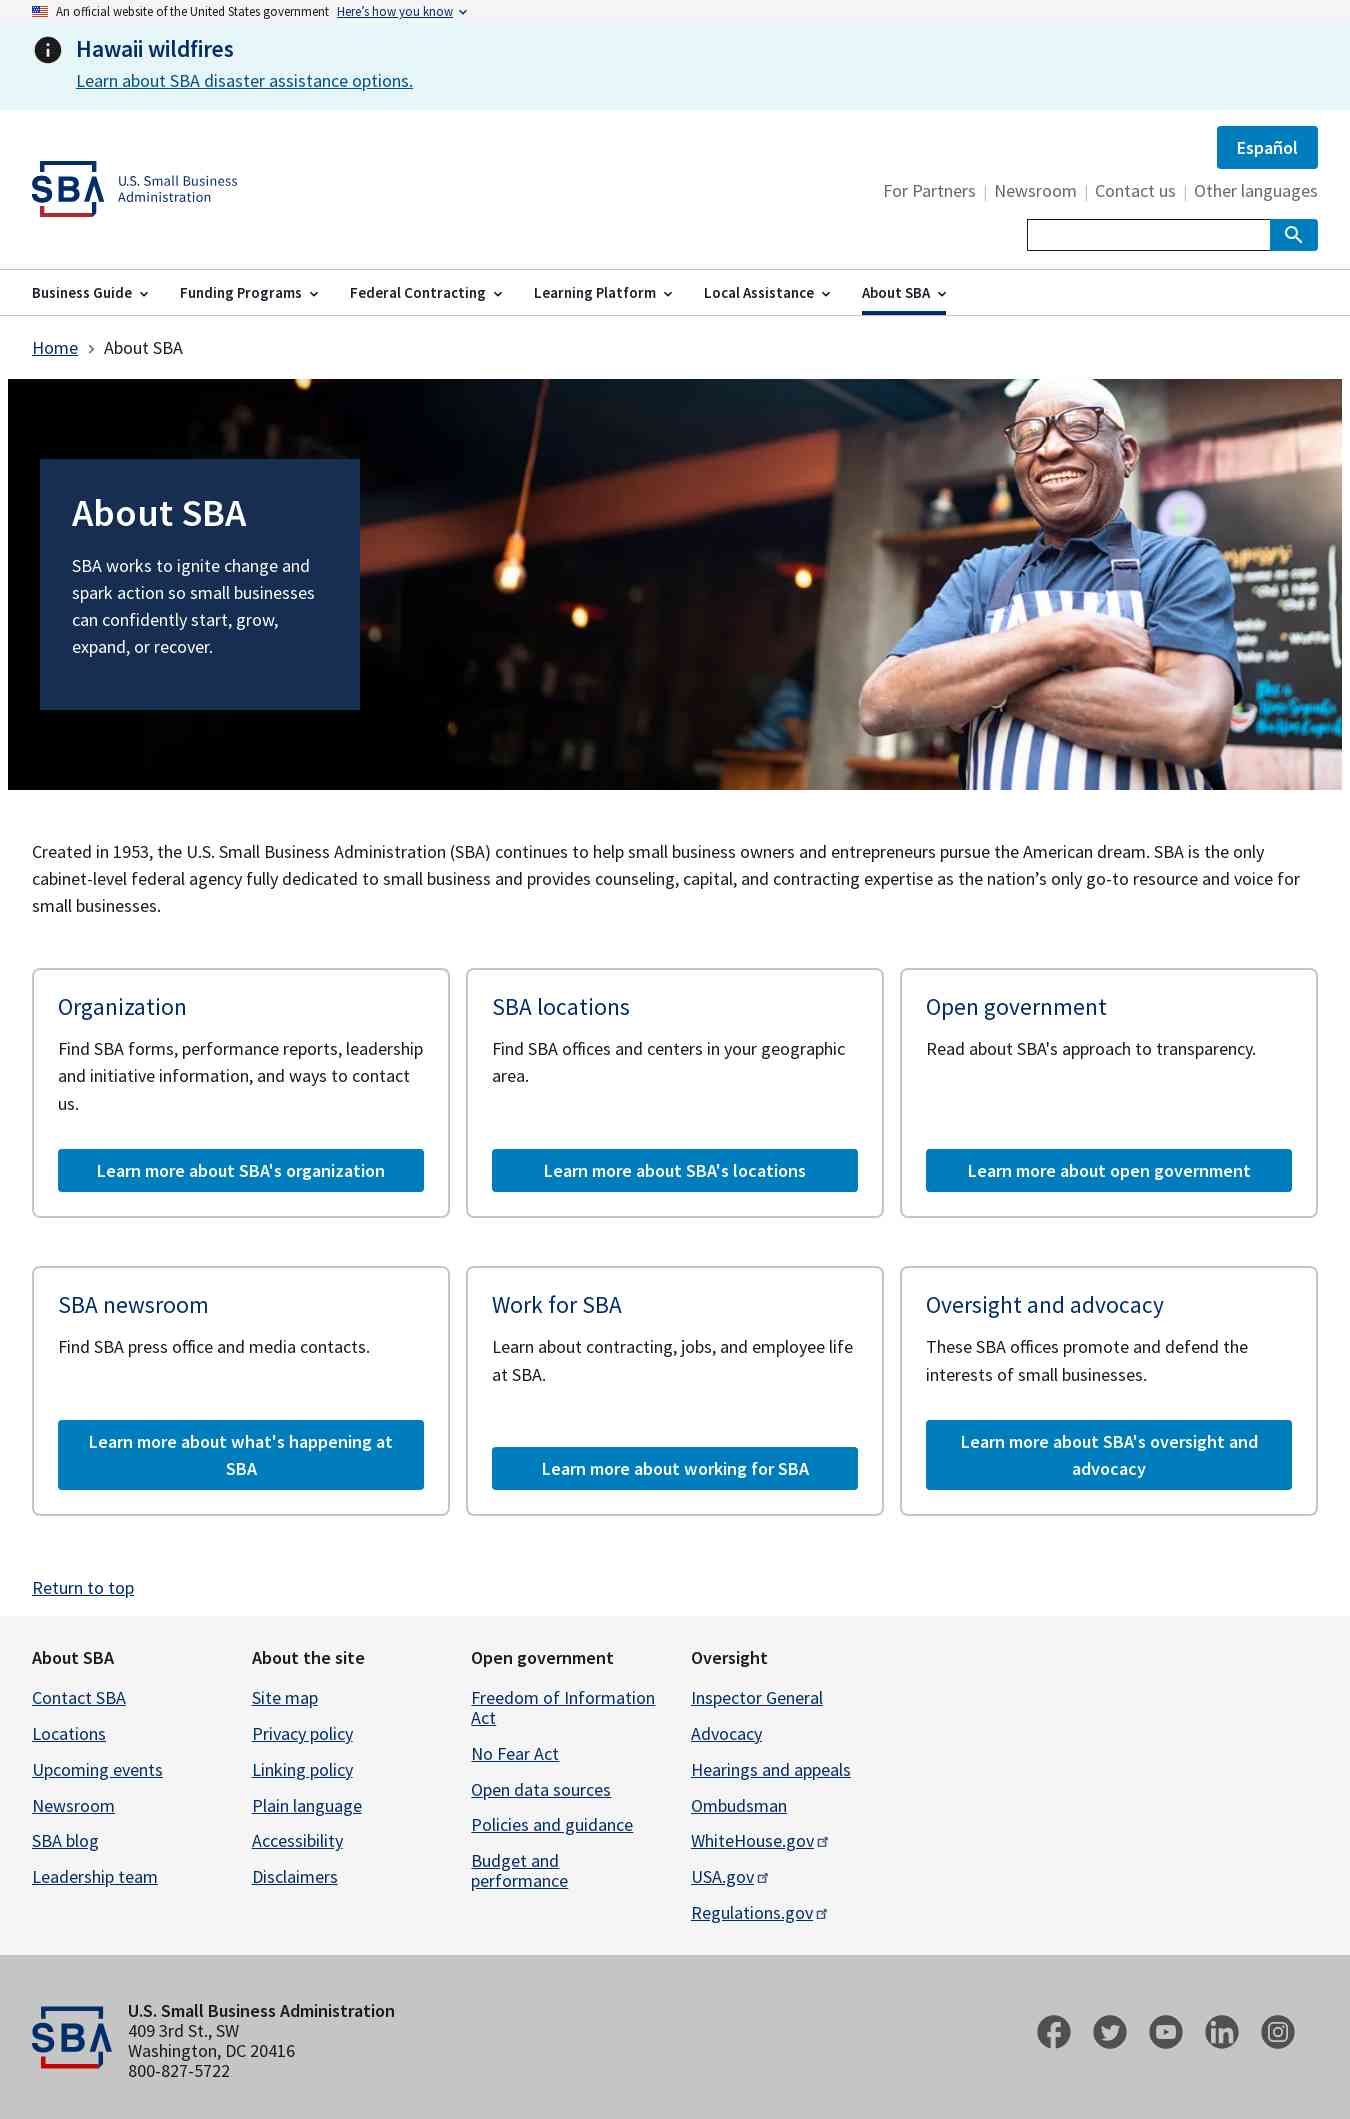 An official website of the United States government Here's how you know
Hawaii wildfires
Learn about SBA disaster assistance options.
Español
SBA U.S. Small Business
Administration
For Partners | Newsroom | Contact us | Other languages
Business Guide Funding Programs Federal Contracting Learning Platform Local Assistance About SBA
Home About SBA
About SBA
SBA works to ignite change and
spark action so small businesses
can confidently start, grow,
expand, or recover.
Created in 1953, the U.S. Small Business Administration (SBA) continues to help small business owners and entrepreneurs pursue the American dream. SBA is the only
cabinet-level federal agency fully dedicated to small business and provides counseling, capital, and contracting expertise as the nation’s only go-to resource and voice for
small businesses.
Organization
Find SBA forms, performance reports, leadership
and initiative information, and ways to contact
us.
Learn more about SBA's organization
SBA locations
Find SBA offices and centers in your geographic
area.
Learn more about SBA's locations
Open government
Read about SBA's approach to transparency.
Learn more about open government
SBA newsroom
Find SBA press office and media contacts.
Learn more about what's happening at
SBA
Work for SBA
Learn about contracting, jobs, and employee life
at SBA.
Learn more about working for SBA
Oversight and advocacy
These SBA offices promote and defend the
interests of small businesses.
Learn more about SBA's oversight and
advocacy
Return to top
About SBA
Contact SBA
Locations
Upcoming events
Newsroom
SBA blog
Leadership team
About the site
Site map
Privacy policy
Linking policy
Plain language
Accessibility
Disclaimers
Open government
Freedom of Information
Act
No Fear Act
Open data sources
Policies and guidance
Budget and
performance
Oversight
Inspector General
Advocacy
Hearings and appeals
Ombudsman
WhiteHouse.gov
USA.gov
Regulations.gov
SBA
U.S. Small Business Administration
409 3rd St., SW
Washington, DC 20416
800-827-5722